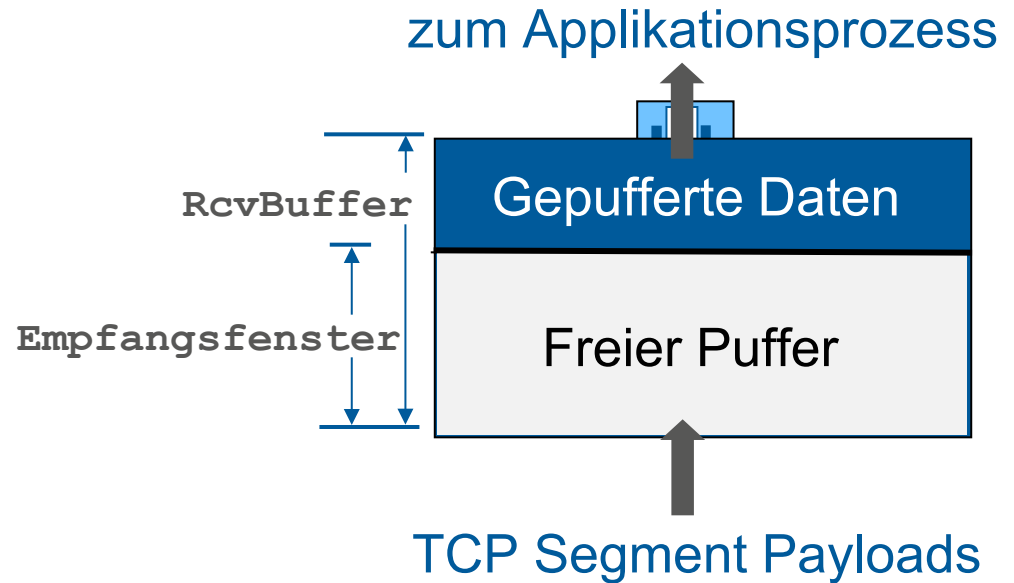 zum Applikationsprozess
RcvBuffer
Gepufferte Daten
Empfangsfenster
Freier Puffer
TCP Segment Payloads